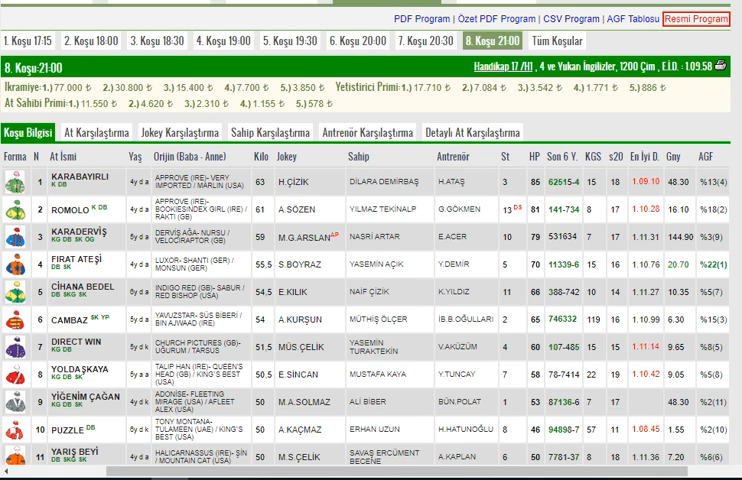 PDF Program | Özet PDF Program | CSV Program | AGF Tablosu Resmi Program
1. Koşu 17:15 2. Koşu 18:00 3. Koşu 18:30 4. Koşu 19:00 5. Koşu 19:30 6. Koşu 20:00 7. Koşu 20:30 8. Koşu 21:00 Tüm Koşular
8. Koşu:21:00 Handikap 17 /H1 , 4 ve Yukarı İngilizler, 1200 Çim , E.İ.D. : 1.09.58
İkramiye: 1.) 77.000 ₺ 2.) 30.800 ₺ 3.) 15.400 ₺ 4.) 7.700 ₺ 5.) 3.850 ₺ Yetistirici Primi: 1.) 17.710 ₺ 2.) 7.084 ₺ 3.) 3.542 ₺ 4.) 1.771 ₺ 5.) 886 ₺
At Sahibi Primi: 1.) 11.550 ₺ 2.) 4.620 ₺ 3.) 2.310 ₺ 4.) 1.155 ₺ 5.) 578 ₺
Koşu Bilgisi At Karşılaştırma Jokey Karşılaştırma Sahip Karşılaştırma Antrenör Karşılaştırma Detaylı At Karşılaştırma
Forma N At İsmi Yaş Orijin (Baba - Anne) Kilo Jokey Sahip Antrenör St HP Son 6 Y. KGS s20 En İyi D. Gny AGF
1 KARABAYIRLI K DB 4y d a APPROVE (IRE)- VERY IMPORTED / MARLIN (USA) 63 H.ÇİZİK DİLARA DEMİRBAŞ H.ATAŞ 3 85 62515-4 15 18 1.09.10 48.30 %13(4)
2 ROMOLO K DB 4y d a APPROVE (IRE)- BOOKIESINDEX GIRL (IRE) / RAKTI (GB) 61 A.SÖZEN YILMAZ TEKİNALP G.GÖKMEN 13 DS 81 141-734 8 17 1.10.28 16.10 %18(2)
3 KARADERVİŞ KG DB SK ÖG 5y d a DERVİŞ AĞA- NURSU / VELOCIRAPTOR (GB) 59 M.G.ARSLAN AP NASRİ ARTAR E.ACER 10 79 531634 7 17 1.11.31 144.90 %3(9)
4 FIRAT ATEŞİ DB SK 4y d a LUXOR- SHANTI (GER) / MONSUN (GER) 55,5 S.BOYRAZ YASEMİN AÇIK Y.DEMİR 5 70 11339-6 15 16 1.10.76 20.70 %22(1)
5 CİHANA BEDEL DB SKG SK 6y d a INDIGO RED (GB)- SABUR / RED BISHOP (USA) 54,5 E.KILIK NAİF ÇİZİK K.YILDIZ 11 66 388-742 10 14 1.11.27 10.35 %5(7)
6 CAMBAZ SK YP 5y d a YAVUZSTAR- SÜS BİBERİ / BIN AJWAAD (IRE) 54 A.KURŞUN MÜTHİŞ ÖLÇER İB.B.OĞULLARI 2 65 746332 119 16 1.10.99 6.30 %15(3)
7 DIRECT WIN KG DB 5y d k CHURCH PICTURES (GB)- UĞURUM / TARSUS 51,5 MÜS.ÇELİK YASEMİN TURAKTEKİN V.AKÜZÜM 4 60 107-485 15 15 1.11.14 9.65 %8(5)
8 YOLDAŞKAYA KG DB SK 5y a a TALIP HAN (IRE)- QUEEN'S HEAD (GB) / KING'S BEST (USA) 50,5 E.SİNCAN MUSTAFA KAYA Y.TUNCAY 7 58 78-7414 22 19 1.10.42 9.05 %5(8)
9 YİĞENİM ÇAĞAN KG DB SK 4y d k ADONISE- FLEETING MIRAGE (USA) / AFLEET ALEX (USA) 50 M.A.SOLMAZ ALİ BİBER BÜN.POLAT 1 53 87136-6 7 17 48.30 %2(11)
10 PUZZLE DB 6y d k TONY MONTANA- TULAMEEN (UAE) / KING'S BEST (USA) 50 A.KAÇMAZ ERHAN UZUN H.HATUNOĞLU 8 46 94898-7 57 11 1.08.45 1.55 %2(10)
11 YARIŞ BEYİ DB SKG SK 4y d a HALICARNASSUS (IRE)- ŞİN / MOUNTAIN CAT (USA) 50 M.S.ÇELİK SAVAŞ ERCÜMENT BECENE A.KAPLAN 6 50 7781-37 8 18 1.11.36 7.20 %6(6)